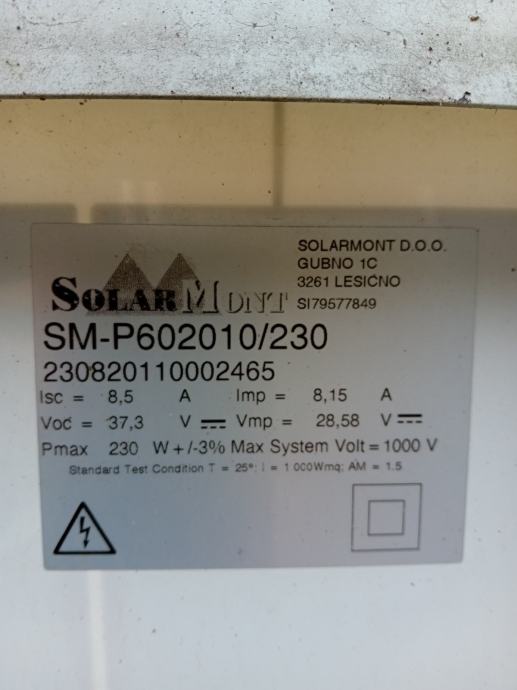 SOLARMONT D.O.O.
GUBNO 1C
3261 LESIČNO
SI79577849
SOLARMONT
SM-P602010/230
230820110002465
Isc = 8,5 A Imp = 8,15 A
Voc = 37,3 V Vmp = 28,58 V
Pmax 230 W +/-3% Max System Volt = 1000 V
Standard Test Condition T = 25°; I = 1 000Wmq; AM = 1.5